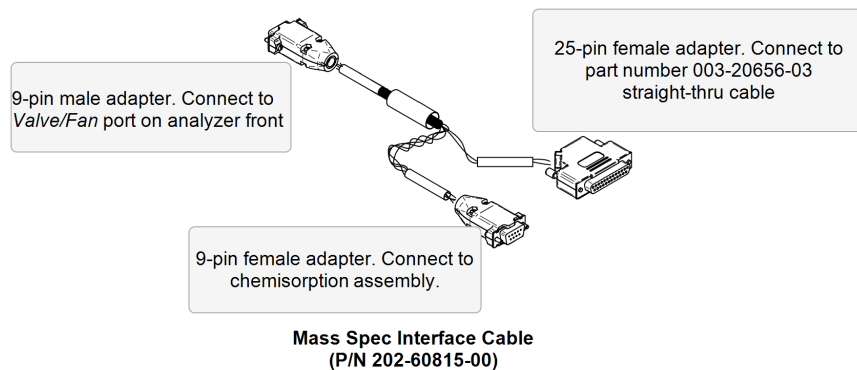 9-pin male adapter. Connect to
Valve/Fan port on analyzer front
25-pin female adapter. Connect to
part number 003-20656-03
straight-thru cable
9-pin female adapter. Connect to
chemisorption assembly.
Mass Spec Interface Cable
(P/N 202-60815-00)